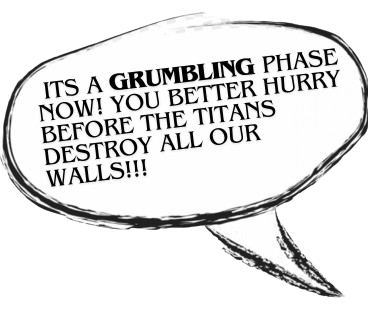 ITS A GRUMBLING PHASE
NOW! YOU BETTER HURRY
BEFORE THE TITANS
DESTROY ALL OUR
WALLS!!!